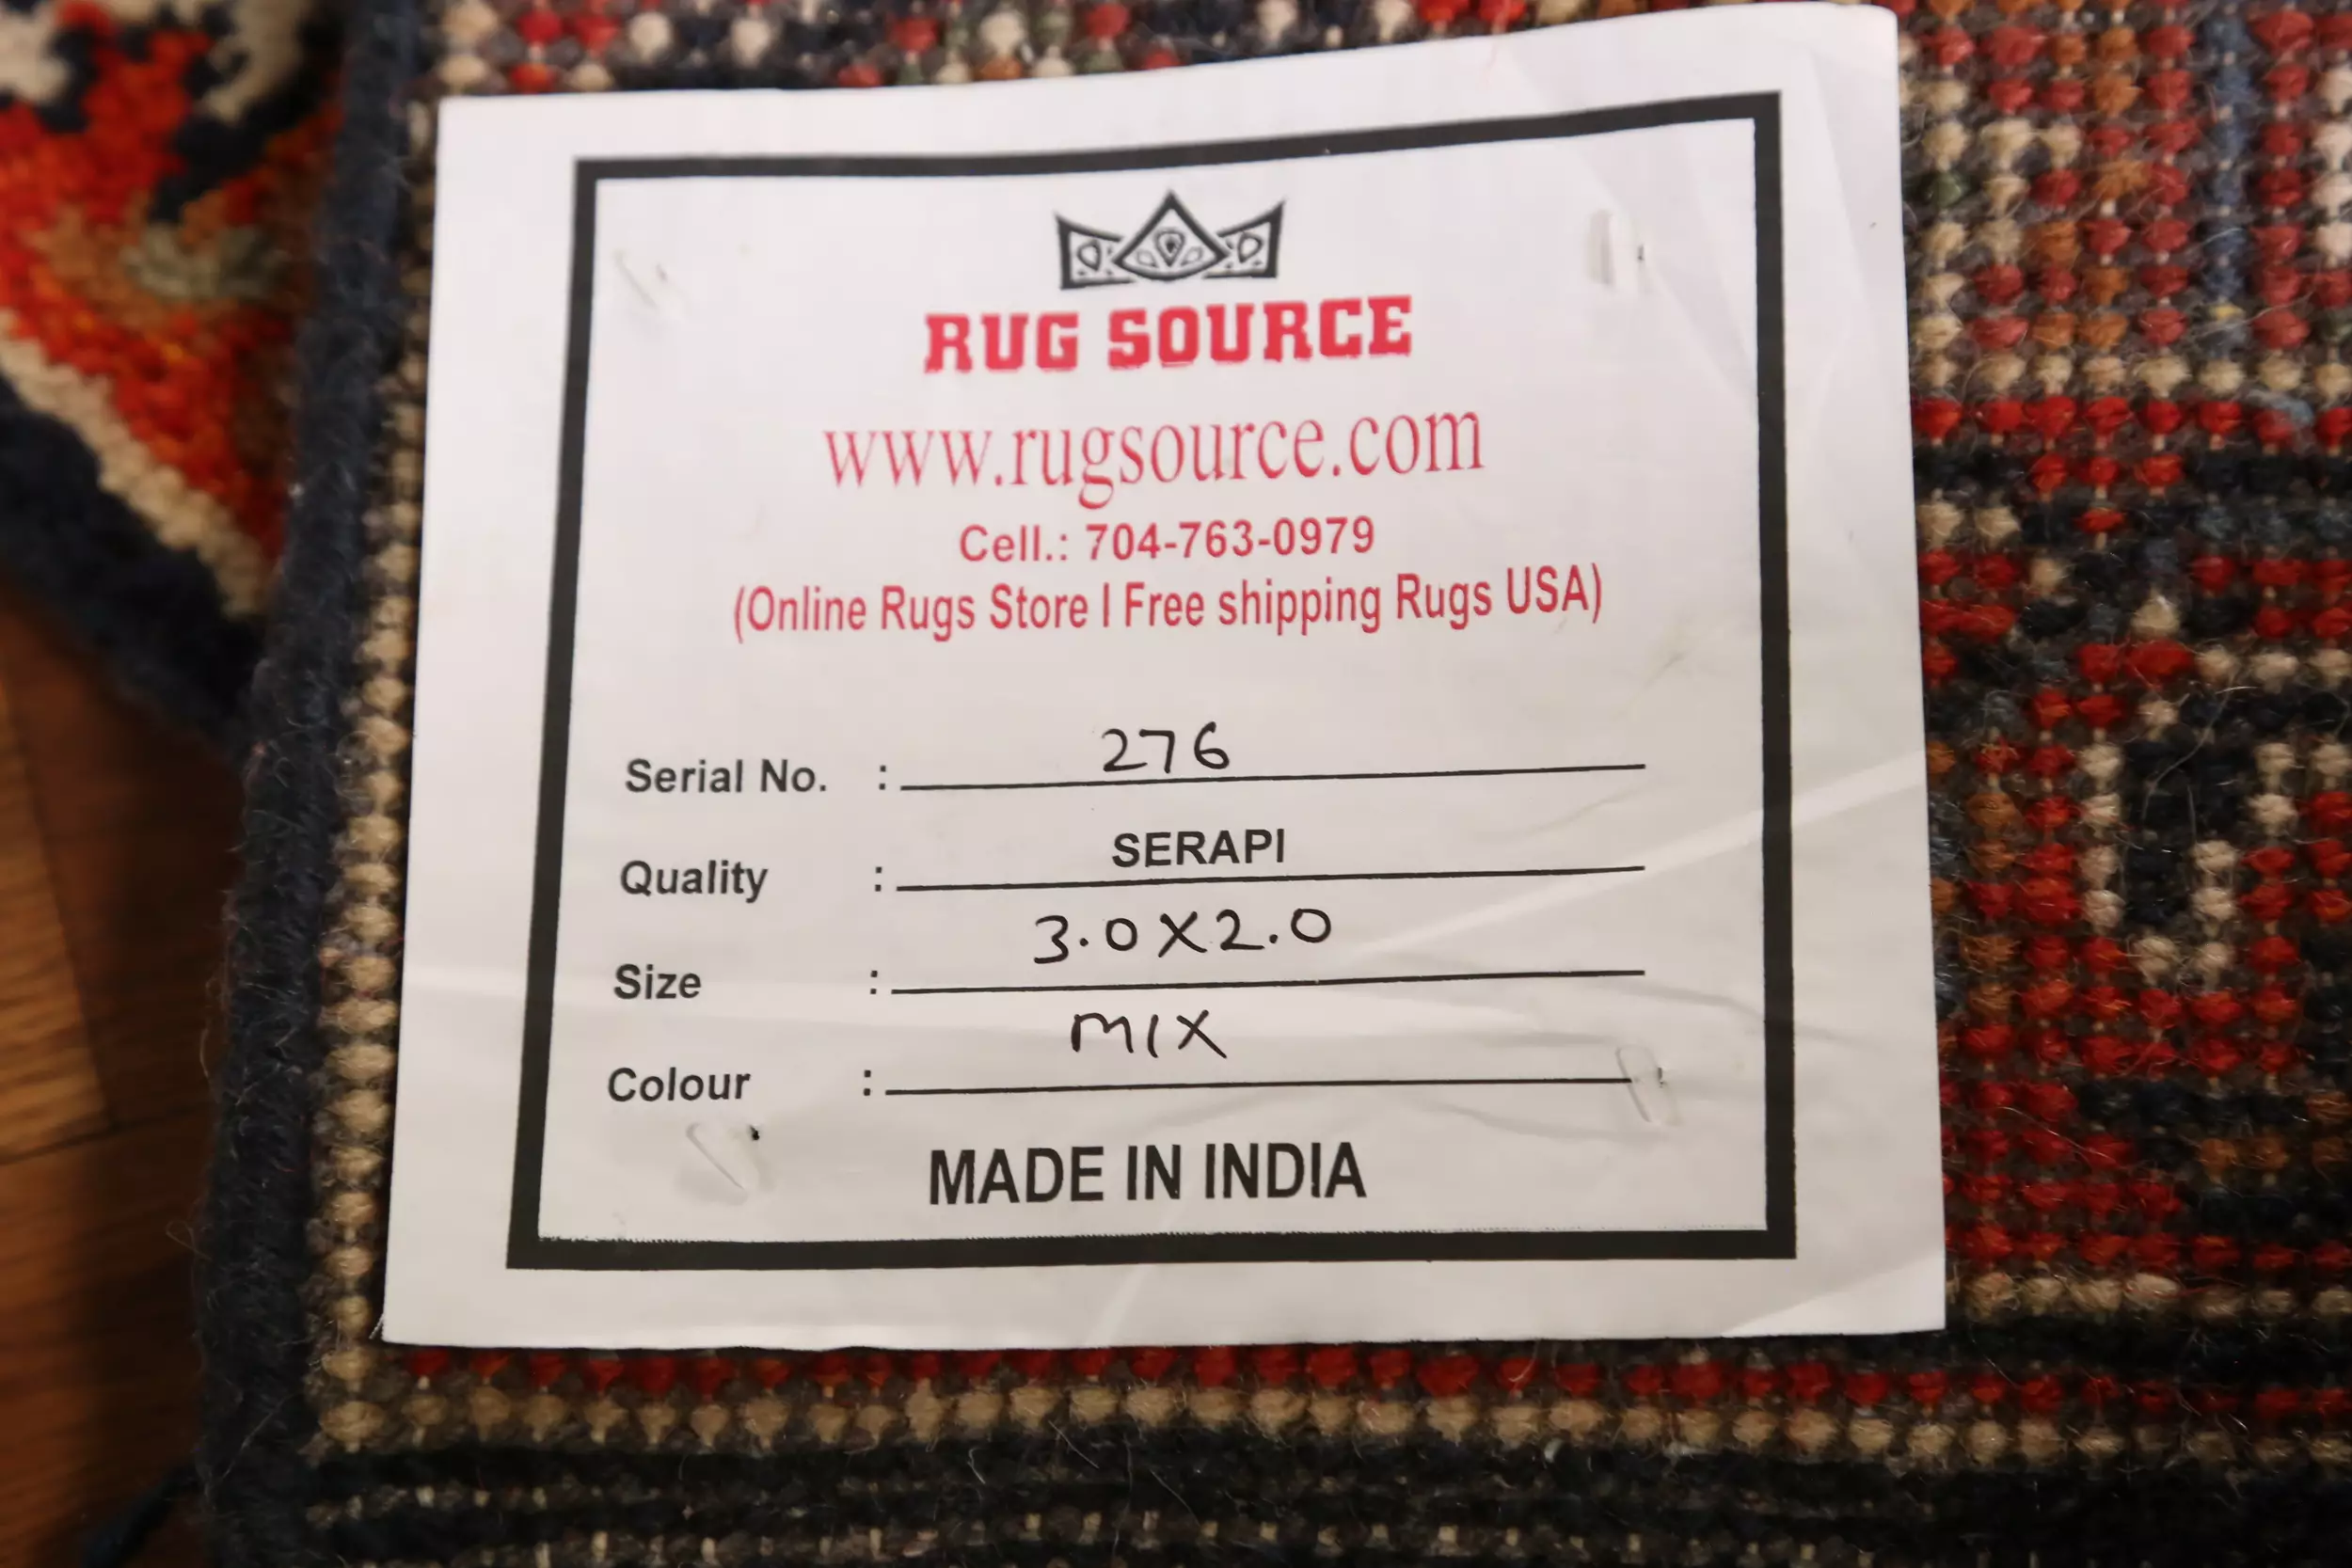 RUG SOURCE
www.rugsource.com
Cell.: 704-763-0979
(Online Rugs Store I Free shipping Rugs USA)
Serial No. : 276
Quality : SERAPI
Size : 3.0X2.0
Colour : MIX
MADE IN INDIA